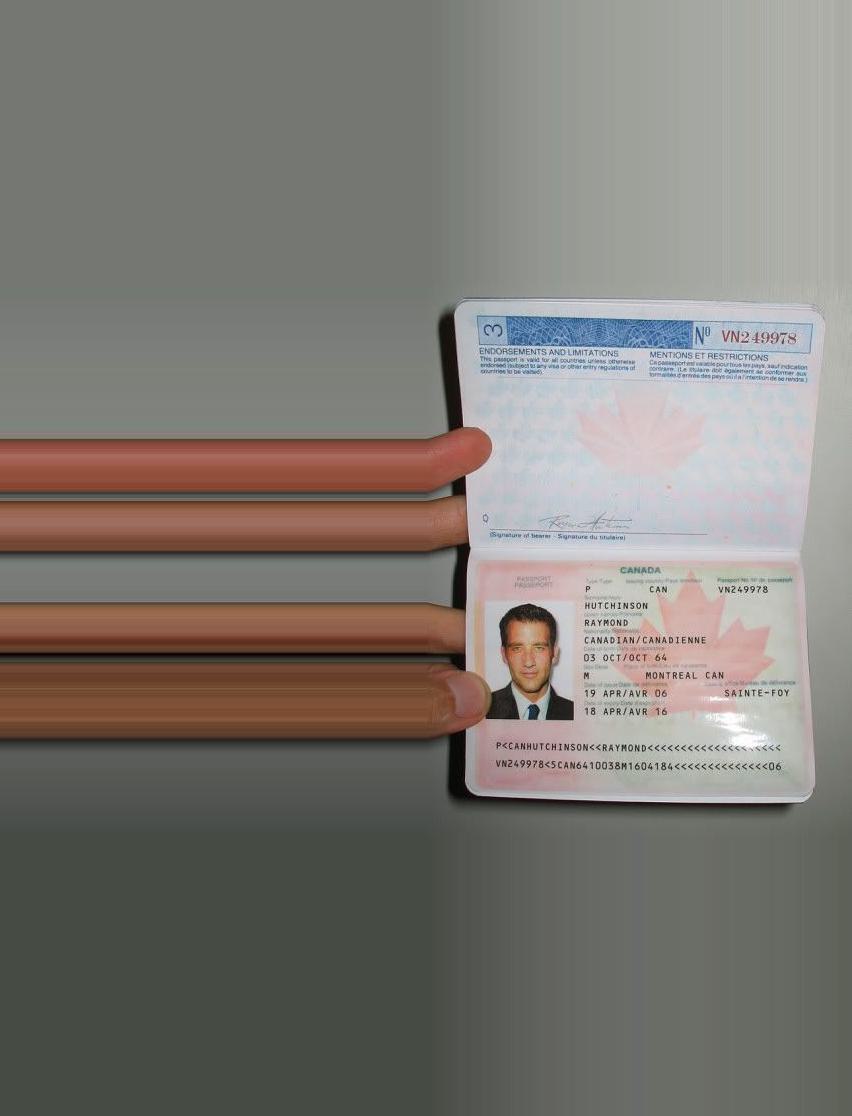 3
Nº VN249978
ENDORSEMENTS AND LIMITATIONS
This passport is valid for all countries unless otherwise
endorsed (subject to any visa or other entry regulations of
countries to be visited).
MENTIONS ET RESTRICTIONS
Ce passeport est valable pour tous les pays, sauf indication
contraire. (Le titulaire doit également se conformer aux
formalités d'entrée des pays où il a l'intention de se rendre.)
(Signature of bearer - Signature du titulaire)
CANADA
PASSPORT
PASSEPORT
Type/Type Issuing country/Pays émetteur Passport No./Nº de passeport
P CAN VN249978
Surname/Nom
HUTCHINSON
Given names/Prénoms
RAYMOND
Nationality/Nationalité
CANADIAN/CANADIENNE
Date of birth/Date de naissance
03 OCT/OCT 64
Sex/Sexe Place of birth/Lieu de naissance
M MONTREAL CAN
Date of issue/Date de délivrance Issuing office/Bureau de délivrance
19 APR/AVR 06 SAINTE-FOY
Date of expiry/Date d'expiration
18 APR/AVR 16
P<CANHUTCHINSON<<RAYMOND<<<<<<<<<<<<<<<<<<<<
VN249978<5CAN6410038M1604184<<<<<<<<<<<<<<06